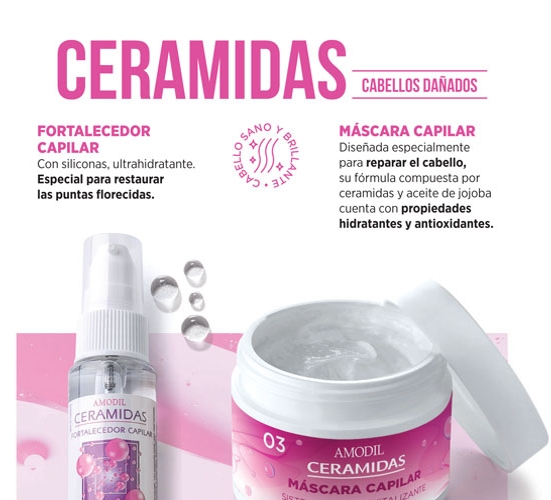 CERAMIDAS
CABELLOS DAÑADOS
FORTALECEDOR
CAPILAR
Con siliconas, ultrahidratante.
Especial para restaurar
las puntas florecidas.
CABELLO SANO Y BRILLANTE •
MÁSCARA CAPILAR
Diseñada especialmente
para reparar el cabello,
su fórmula compuesta por
ceramidas y aceite de jojoba
cuenta con propiedades
hidratantes y antioxidantes.
AMODIL
CERAMIDAS
FORTALECEDOR CAPILAR
03
AMODIL
CERAMIDAS
MÁSCARA CAPILAR